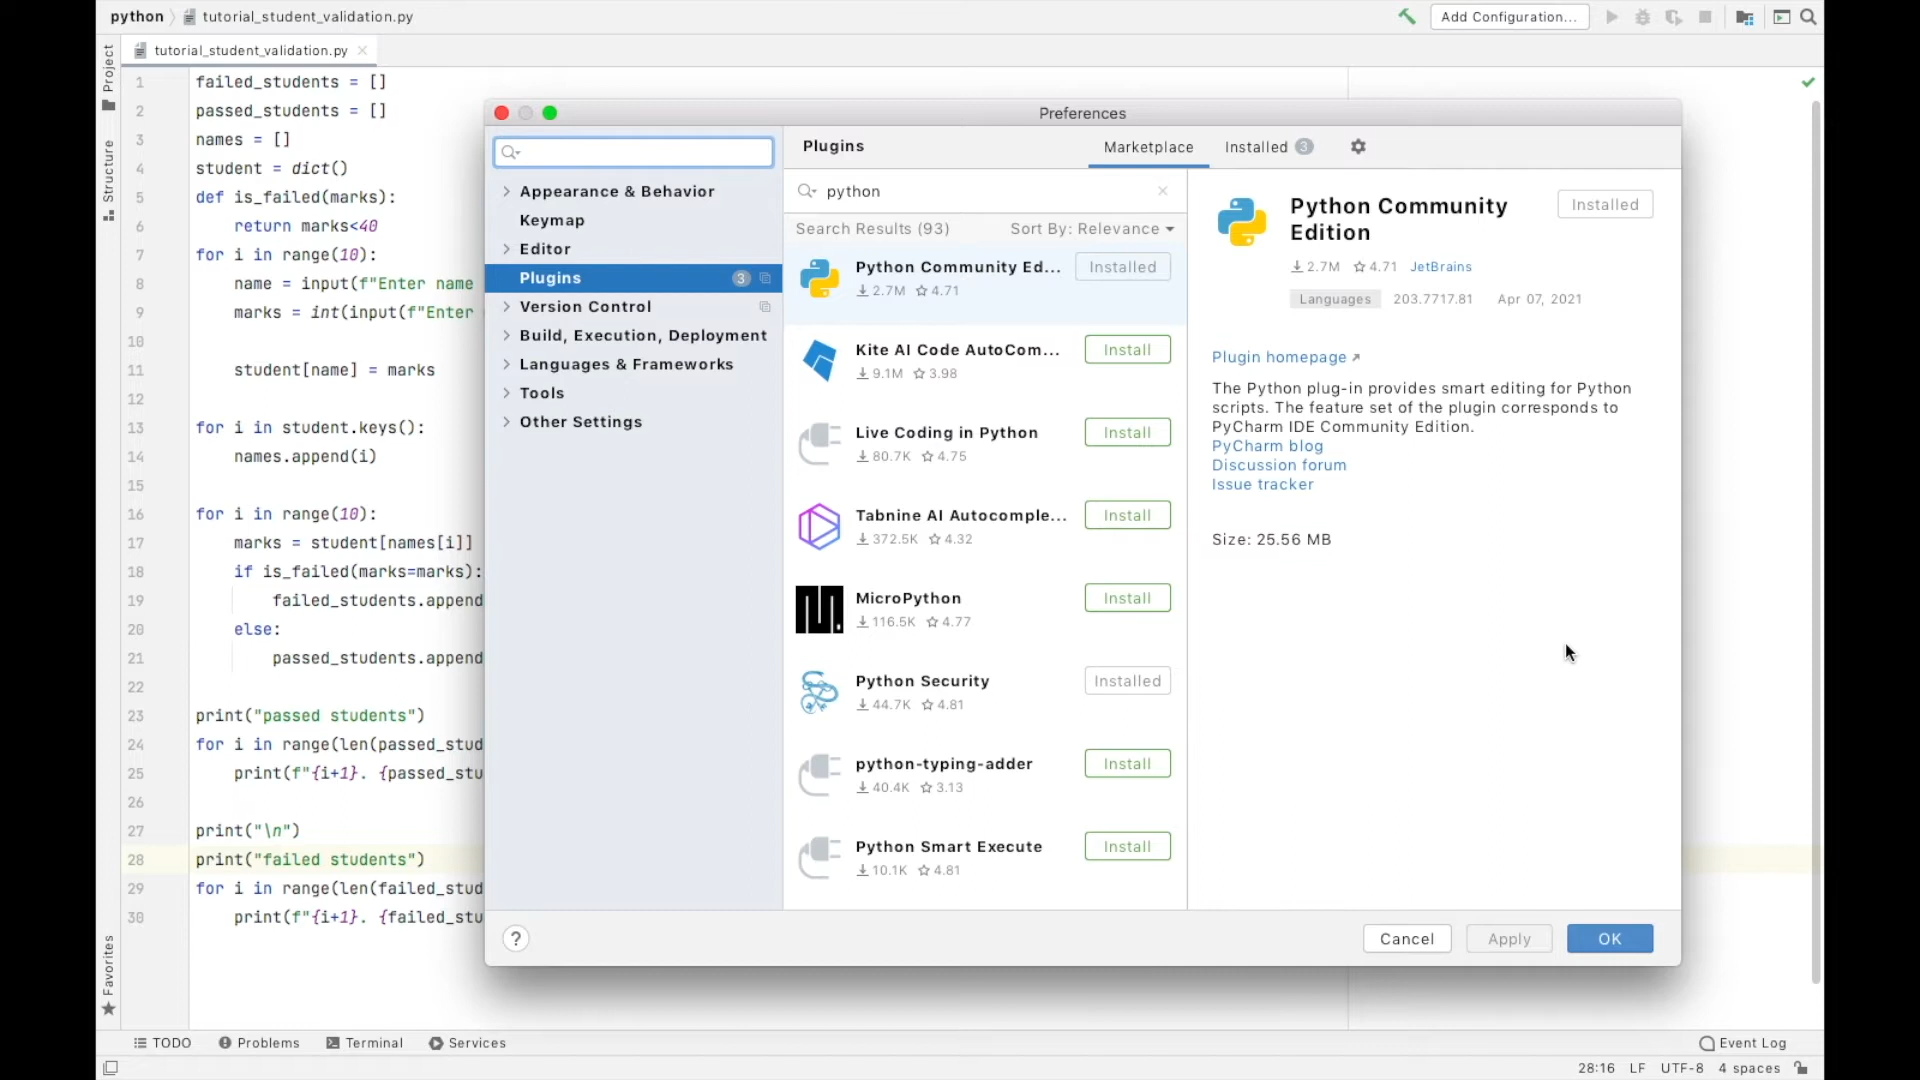 python
tutorial_student_validation.py
Add Configuration...
tutorial_student_validation.py
Project
Structure
Favorites
1 failed_students = []
2 passed_students = []
3 names = []
4 student = dict()
5 def is_failed(marks):
6 return marks<40
7 for i in range(10):
8 name = input(f"Enter name
9 marks = int(input(f"Enter
10
11 student[name] = marks
12
13 for i in student.keys():
14 names.append(i)
15
16 for i in range(10):
17 marks = student[names[i]]
18 if is_failed(marks=marks):
19 failed_students.append
20 else:
21 passed_students.append
22
23 print("passed students")
24 for i in range(len(passed_stud
25 print(f"{i+1}. {passed_stu
26
27 print("\n")
28 print("failed students")
29 for i in range(len(failed_stud
30 print(f"{i+1}. {failed_stu
Preferences
Appearance & Behavior
Keymap
Editor
Plugins 3
Version Control
Build, Execution, Deployment
Languages & Frameworks
Tools
Other Settings
Plugins
Marketplace
Installed 3
python
Search Results (93)
Sort By: Relevance
Python Community Ed...
Installed
2.7M 4.71
Kite AI Code AutoCom...
Install
9.1M 3.98
Live Coding in Python
Install
80.7K 4.75
Tabnine AI Autocomple...
Install
372.5K 4.32
MicroPython
Install
116.5K 4.77
Python Security
Installed
44.7K 4.81
python-typing-adder
Install
40.4K 3.13
Python Smart Execute
Install
10.1K 4.81
Python Community
Edition
Installed
2.7M 4.71 JetBrains
Languages 203.7717.81 Apr 07, 2021
Plugin homepage
The Python plug-in provides smart editing for Python
scripts. The feature set of the plugin corresponds to
PyCharm IDE Community Edition.
PyCharm blog
Discussion forum
Issue tracker
Size: 25.56 MB
?
Cancel
Apply
OK
TODO
Problems
Terminal
Services
Event Log
28:16 LF UTF-8 4 spaces